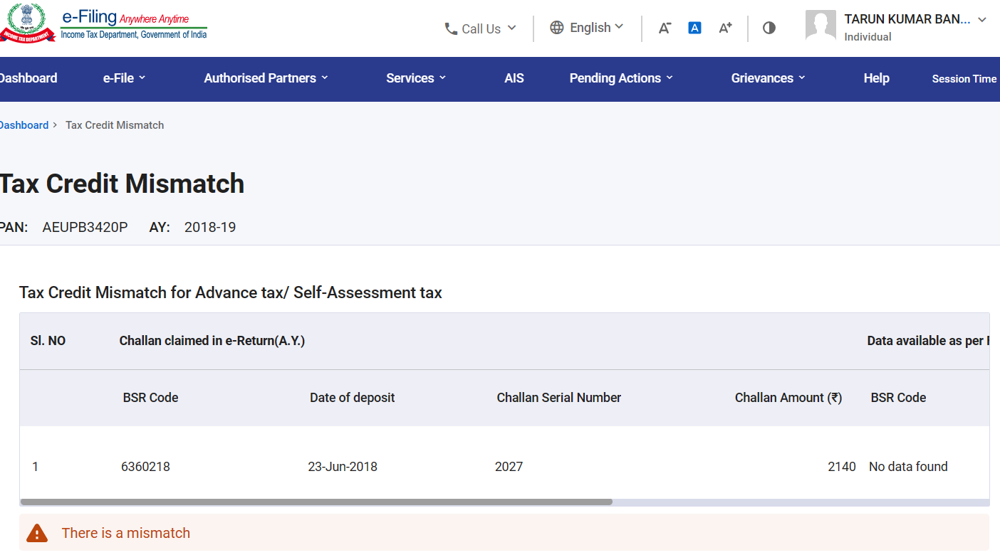 e-Filing Anywhere Anytime
Income Tax Department, Government of India
INCOME TAX DEPARTMENT
Call Us
English
A-
A
A+
TARUN KUMAR BAN...
Individual
Dashboard
e-File
Authorised Partners
Services
AIS
Pending Actions
Grievances
Help
Session Time
Dashboard > Tax Credit Mismatch
Tax Credit Mismatch
PAN: AEUPB3420P AY: 2018-19
Tax Credit Mismatch for Advance tax/ Self-Assessment tax
Sl. NO Challan claimed in e-Return(A.Y.) Data available as per
BSR Code Date of deposit Challan Serial Number Challan Amount (₹) BSR Code
1 6360218 23-Jun-2018 2027 2140 No data found
There is a mismatch